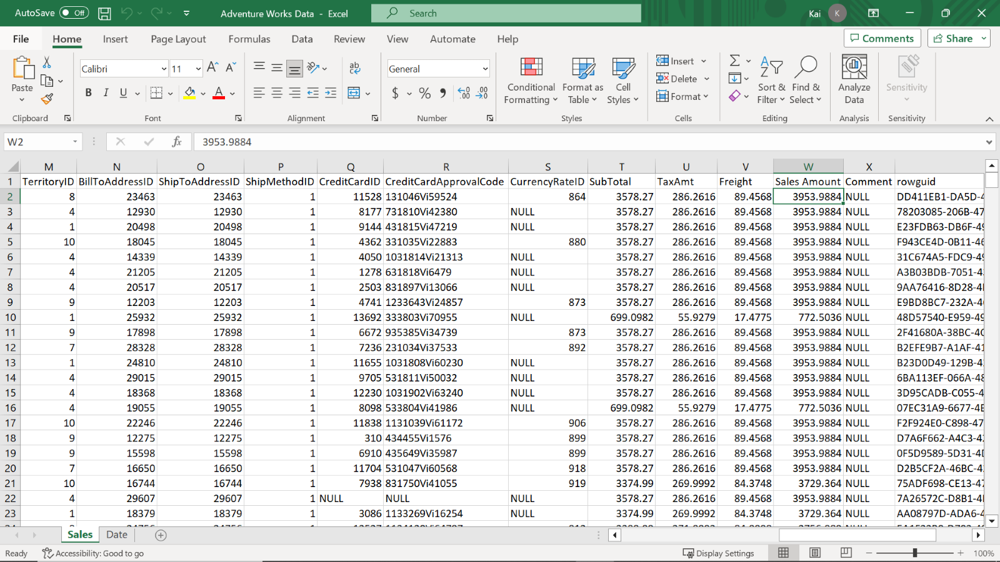 AutoSave Off Adventure Works Data - Excel Search Kai K
File Home Insert Page Layout Formulas Data Review View Automate Help Comments Share
Paste
Clipboard
Calibri 11
B I U A
Font
ab
Alignment
General
$ % 9 .00 .00
Number
Conditional Formatting
Format as Table
Cell Styles
Styles
Insert
Delete
Format
Cells
Sort & Filter
Find & Select
Editing
Analyze Data
Analysis
Sensitivity
Sensitivity
W2 fx 3953.9884
M N O P Q R S T U V W X
1 TerritoryID BillToAddressID ShipToAddressID ShipMethodID CreditCardID CreditCardApprovalCode CurrencyRateID SubTotal TaxAmt Freight Sales Amount Comment rowguid
2 8 23463 23463 1 11528 131046Vi59524 864 3578.27 286.2616 89.4568 3953.9884 NULL DD411EB1-DA5D-4
3 4 12930 12930 1 8177 731810Vi42380 NULL 3578.27 286.2616 89.4568 3953.9884 NULL 78203085-206B-47
4 1 20498 20498 1 9144 431815Vi47219 NULL 3578.27 286.2616 89.4568 3953.9884 NULL E23FDB63-DB6F-49
5 10 18045 18045 1 4362 331035Vi22883 880 3578.27 286.2616 89.4568 3953.9884 NULL F943CE4D-0B11-46
6 4 14339 14339 1 4050 1031814Vi21313 NULL 3578.27 286.2616 89.4568 3953.9884 NULL 31C674A5-FDC9-49
7 4 21205 21205 1 1278 631818Vi6479 NULL 3578.27 286.2616 89.4568 3953.9884 NULL A3B03BDB-7051-4
8 4 20517 20517 1 2503 831897Vi13066 NULL 3578.27 286.2616 89.4568 3953.9884 NULL 9AA76416-8D28-4
9 9 12203 12203 1 4741 1233643Vi24857 873 3578.27 286.2616 89.4568 3953.9884 NULL E9BD8BC7-232A-4
10 1 25932 25932 1 13692 333803Vi70955 NULL 699.0982 55.9279 17.4775 772.5036 NULL 48D57540-E959-49
11 9 17898 17898 1 6672 935385Vi34739 873 3578.27 286.2616 89.4568 3953.9884 NULL 2F41680A-38BC-40
12 7 28328 28328 1 7236 231034Vi37533 892 3578.27 286.2616 89.4568 3953.9884 NULL B2EFE9B7-A1AF-41
13 1 24810 24810 1 11655 1031808Vi60230 NULL 3578.27 286.2616 89.4568 3953.9884 NULL B23D0D49-129B-4
14 4 29015 29015 1 9705 531811Vi50032 NULL 3578.27 286.2616 89.4568 3953.9884 NULL 6BA113EF-066A-48
15 4 18368 18368 1 12230 1031902Vi63240 NULL 3578.27 286.2616 89.4568 3953.9884 NULL 3D95CADB-C055-4
16 4 19055 19055 1 8098 533804Vi41986 NULL 699.0982 55.9279 17.4775 772.5036 NULL 07EC31A9-6677-4E
17 10 22246 22246 1 11838 1131039Vi61172 906 3578.27 286.2616 89.4568 3953.9884 NULL F2F924E0-C898-47
18 9 12275 12275 1 310 434455Vi1576 899 3578.27 286.2616 89.4568 3953.9884 NULL D7A6F662-A4C3-4
19 9 15598 15598 1 6910 435649Vi35987 899 3578.27 286.2616 89.4568 3953.9884 NULL 0F5D9589-5D31-4
20 7 16650 16650 1 11704 531047Vi60568 918 3578.27 286.2616 89.4568 3953.9884 NULL D2B5CF2A-46BC-4
21 10 16744 16744 1 7938 831750Vi41055 919 3374.99 269.9992 84.3748 3729.364 NULL 75ADF698-CE13-47
22 4 29607 29607 1 NULL NULL NULL 3578.27 286.2616 89.4568 3953.9884 NULL 7A26572C-D8B1-4
23 1 18379 18379 1 3086 1133269Vi16254 NULL 3374.99 269.9992 84.3748 3729.364 NULL AA08797D-ADA6-4
Sales Date
Ready Accessibility: Good to go Display Settings 100%